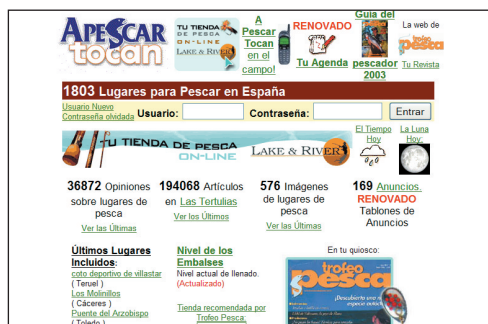 APESCAR
tocan
TU TIENDA
DE PESCA
ON-LINE
LAKE & RIVER
A
Pescar
Tocan
en el
campo!
RENOVADO
Tu Agenda
Guía del
pescador
2003
La web de
trofeo
pesca
Tu Revista
1803 Lugares para Pescar en España
Usuario Nuevo
Contraseña olvidada
Usuario:
Contraseña:
Entrar
TU TIENDA DE PESCA
ON-LINE
LAKE & RIVER
El Tiempo
Hoy
La Luna
Hoy:
36872 Opiniones
sobre lugares de
pesca
Ver las Últimas
194068 Artículos
en Las Tertulias
Ver los Últimos
576 Imágenes
de lugares de
pesca
Ver las Últimas
169 Anuncios.
RENOVADO
Tablones de
Anuncios
Últimos Lugares
Incluidos:
coto deportivo de villastar
( Teruel )
Los Molinillos
( Cáceres )
Puente del Arzobispo
( Toledo )
Nivel de los
Embalses
Nivel actual de llenado.
(Actualizado)
Tienda recomendada por
Trofeo Pesca:
En tu quiosco:
trofeo
pesca